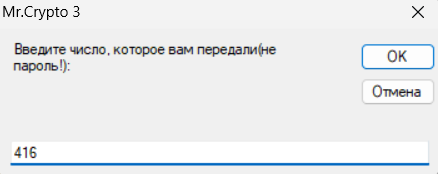 Mr.Crypto 3
Введите число, которое вам передали(не
пароль!):
OK
Отмена
416